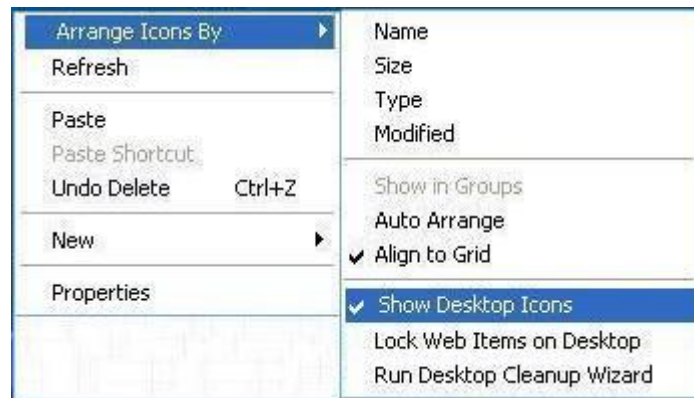 Arrange Icons By
Refresh
Paste
Paste Shortcut
Undo Delete Ctrl+Z
New
Properties
Name
Size
Type
Modified
Show in Groups
Auto Arrange
Align to Grid
Show Desktop Icons
Lock Web Items on Desktop
Run Desktop Cleanup Wizard